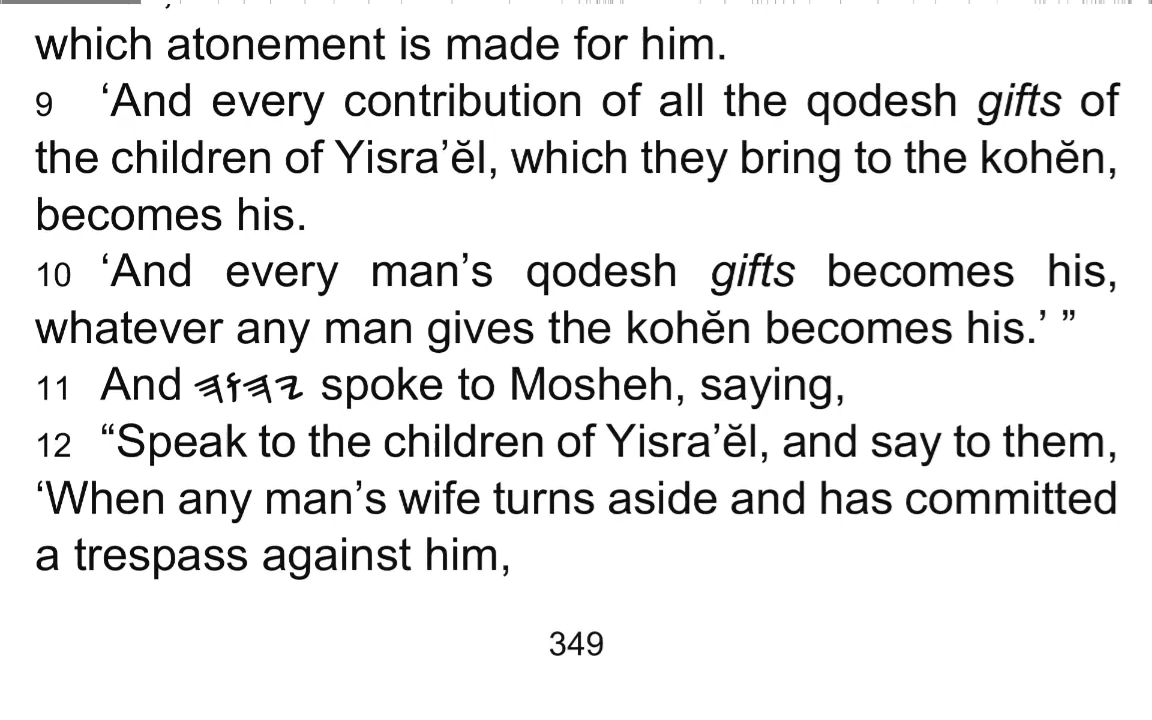 which atonement is made for him.
9 ‘And every contribution of all the qodesh gifts of
the children of Yisra’ĕl, which they bring to the kohĕn,
becomes his.
10 ‘And every man’s qodesh gifts becomes his,
whatever any man gives the kohĕn becomes his.’ ”
11 And 𐤉𐤄𐤅𐤄 spoke to Mosheh, saying,
12 “Speak to the children of Yisra’ĕl, and say to them,
‘When any man’s wife turns aside and has committed
a trespass against him,
349